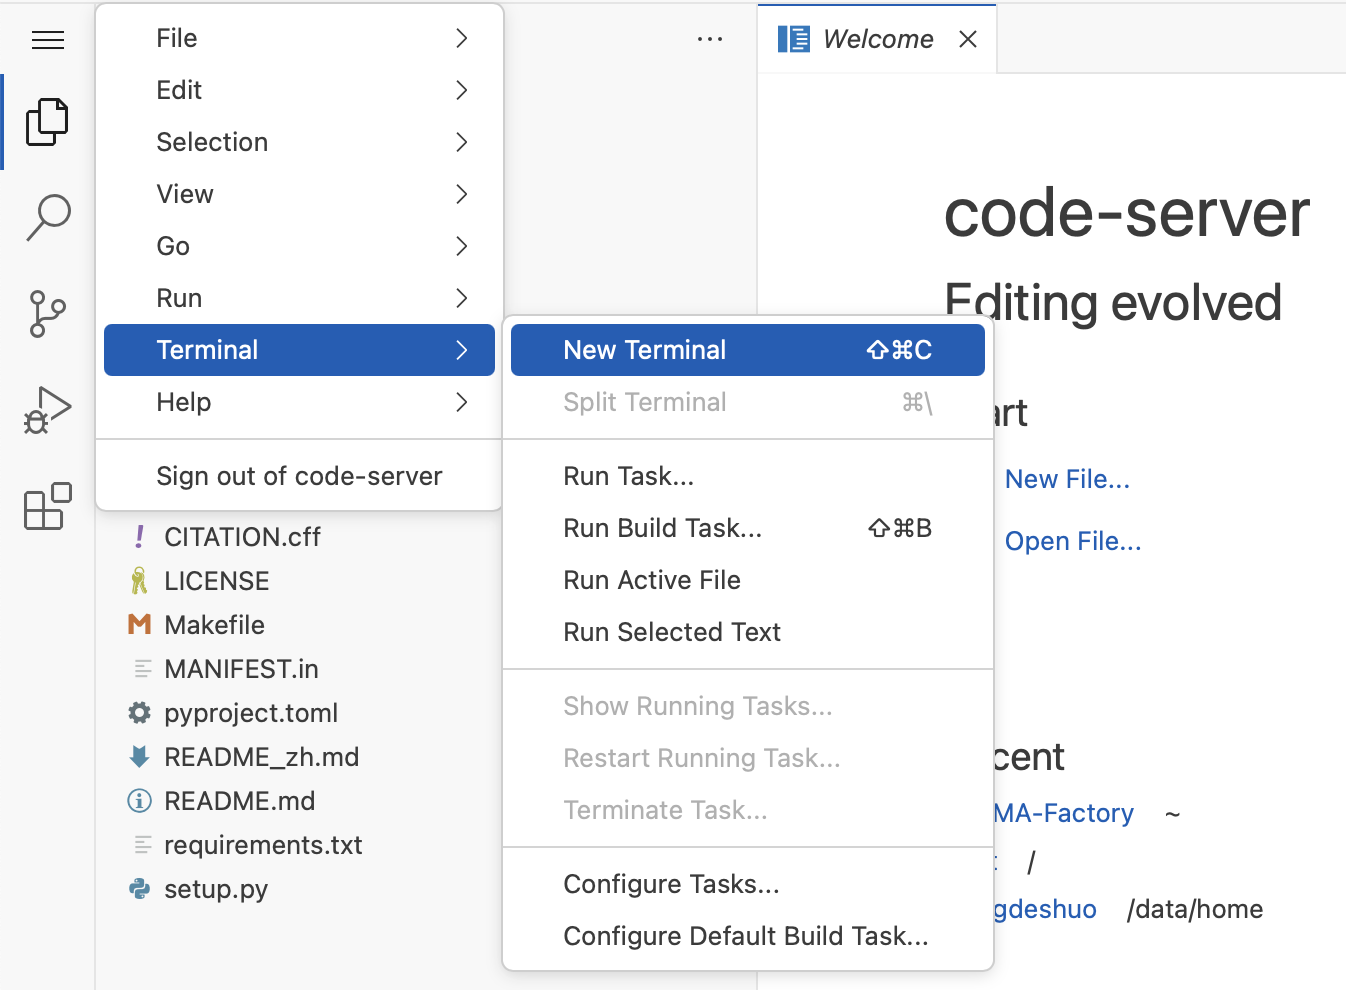 File
Edit
Selection
View
Go
Run
Terminal
Help
Sign out of code-server
CITATION.cff
LICENSE
Makefile
MANIFEST.in
pyproject.toml
README_zh.md
README.md
requirements.txt
setup.py
New Terminal ⇧⌘C
Split Terminal ⌘\
Run Task...
Run Build Task... ⇧⌘B
Run Active File
Run Selected Text
Show Running Tasks...
Restart Running Task...
Terminate Task...
Configure Tasks...
Configure Default Build Task...
Welcome
code-server
Editing evolved
New File...
Open File...
MA-Factory ~
/
gdeshuo /data/home